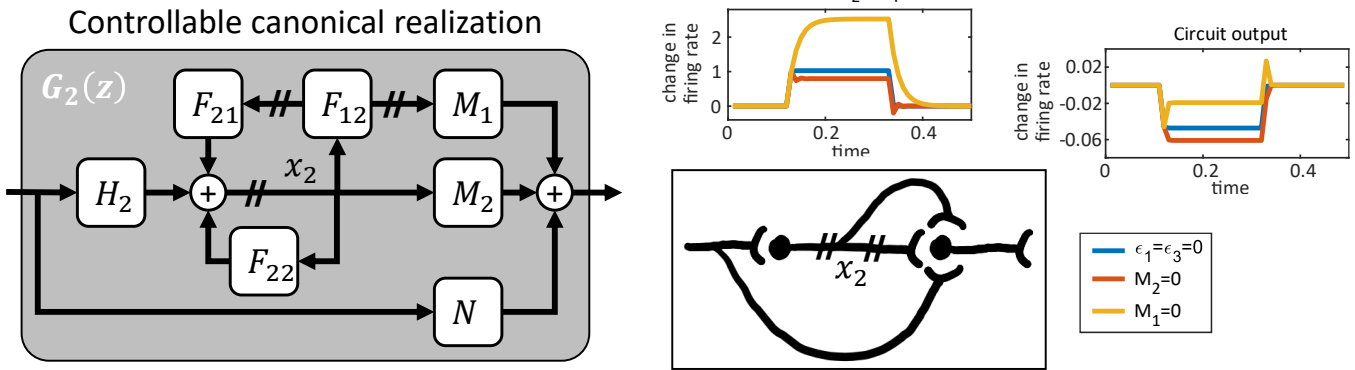 Controllable canonical realization
G₂(z)
F₂₁
F₁₂
M₁
H₂
+
x₂
M₂
+
F₂₂
N
change in
firing rate
2
1
0
0
0.2
0.4
time
Circuit output
change in
firing rate
0.02
-0.02
-0.06
0
0.2
0.4
time
x₂
ϵ₁=ϵ₃=0
M₂=0
M₁=0